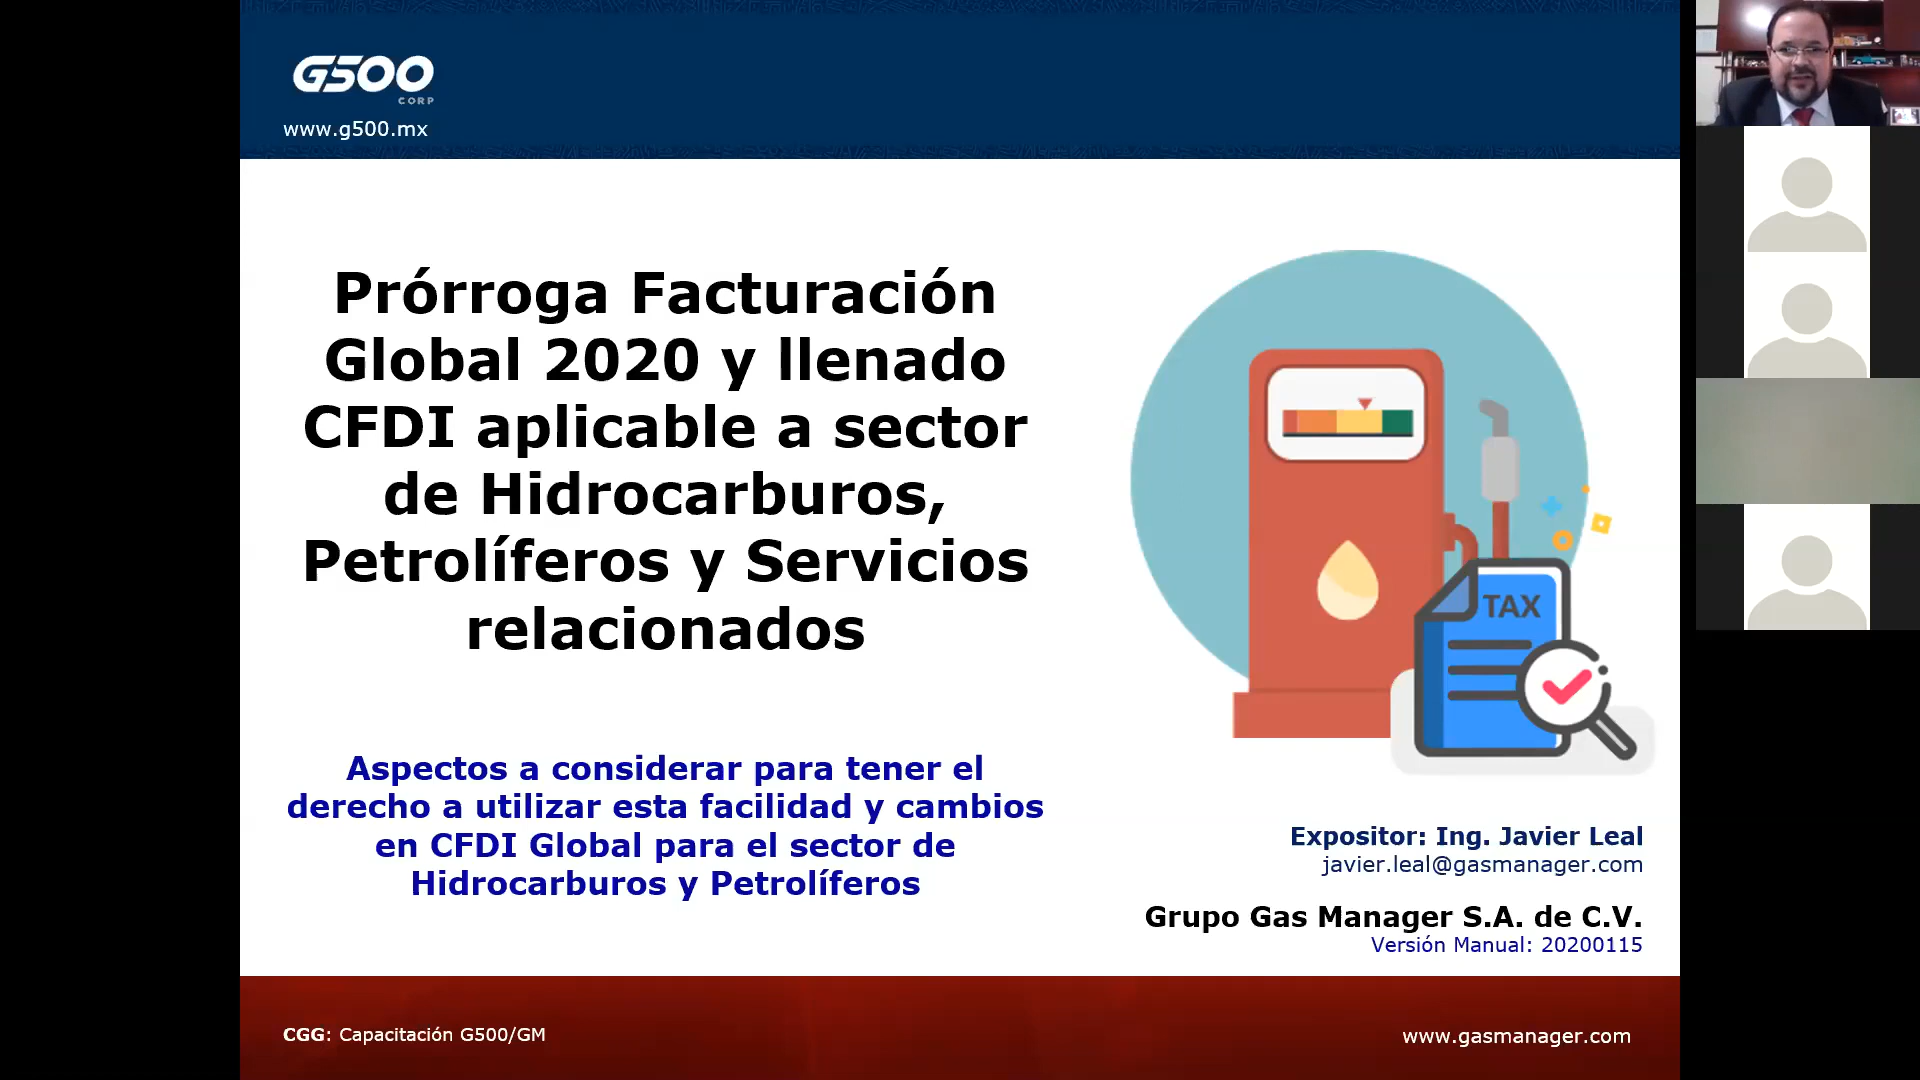 G500
CORP
www.g500.mx
Prórroga Facturación
Global 2020 y llenado
CFDI aplicable a sector
de Hidrocarburos,
Petrolíferos y Servicios
relacionados
TAX
Aspectos a considerar para tener el
derecho a utilizar esta facilidad y cambios
en CFDI Global para el sector de
Hidrocarburos y Petrolíferos
Expositor: Ing. Javier Leal
javier.leal@gasmanager.com
Grupo Gas Manager S.A. de C.V.
Versión Manual: 20200115
CGG: Capacitación G500/GM
www.gasmanager.com